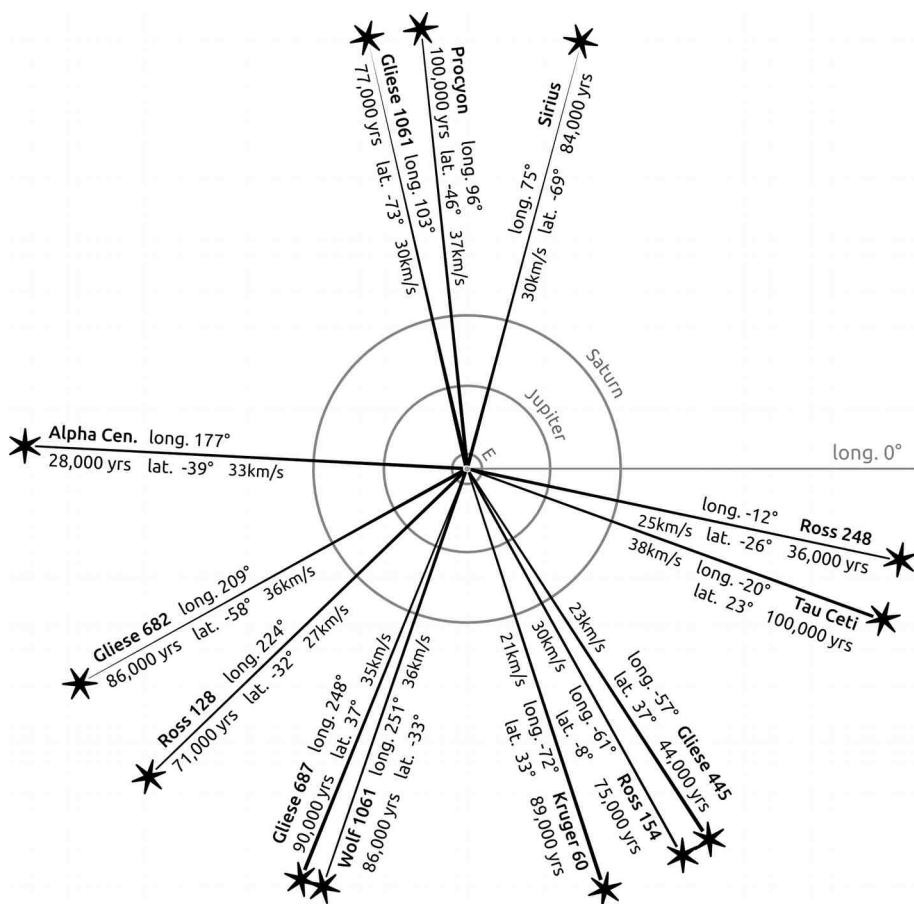 Gliese 1061 long. 103°
77,000 yrs lat. -73° 30km/s
Procyon long. 96°
100,000 yrs lat. -46° 37km/s
Sirius
long. 75° 84,000 yrs
30km/s lat. -69°
Saturn
Jupiter
E
long. 0°
Alpha Cen. long. 177°
28,000 yrs lat. -39° 33km/s
long. -12° Ross 248
25km/s lat. -26° 36,000 yrs
38km/s long. -20° Tau Ceti
lat. 23° 100,000 yrs
Gliese 682 long. 209° 36km/s
86,000 yrs lat. -58°
Ross 128 long. 224°
71,000 yrs lat. -32° 27km/s
Gliese 687 long. 248° 35km/s
90,000 yrs lat. 37°
Wolf 1061 long. 251° 36km/s
86,000 yrs lat. -33°
21km/s long. -72° Kruger 60
lat. 33° 89,000 yrs
30km/s long. -61° Ross 154
lat. -8° 75,000 yrs
23km/s long. -57° Gliese 445
lat. 37° 44,000 yrs